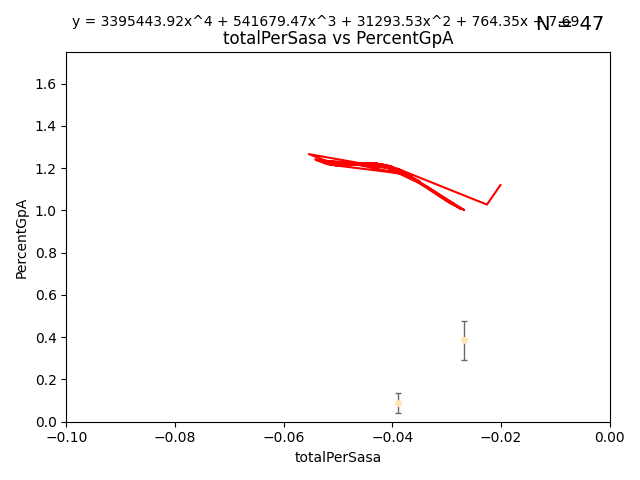 y = 3395443.92x^4 + 541679.47x^3 + 31293.53x^2 + 764.35x + 7.69
N = 47
totalPerSasa vs PercentGpA
1.6
1.4
1.2
1.0
0.8
0.6
0.4
0.2
0.0
PercentGpA
−0.10 −0.08 −0.06 −0.04 −0.02 0.00
totalPerSasa